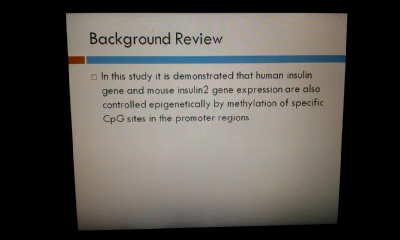 Background Review
In this study it is demonstrated that human insulin
gene and mouse insulin2 gene expression are also
controlled epigenetically by methylation of specific
CpG sites in the promoter regions